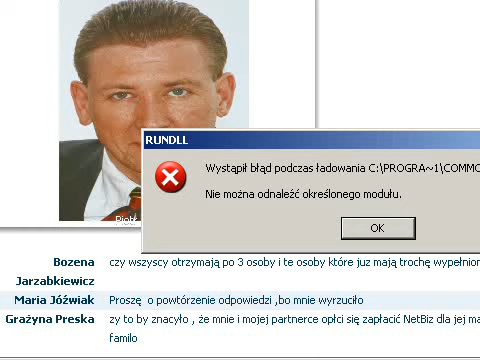 RUNDLL
Wystąpił błąd podczas ładowania C:\PROGRA~1\COMMO
Nie można odnaleźć określonego modułu.
OK
Bozena Jarzabkiewicz
czy wszyscy otrzymają po 3 osoby i te osoby które juz mają trochę wypełnion
Maria Jóźwiak
Proszę o powtórzenie odpowiedzi ,bo mnie wyrzuciło
Grażyna Preska
zy to by znacyło , że mnie i mojej partnerce opłci się zapłacić NetBiz dla jej
familo